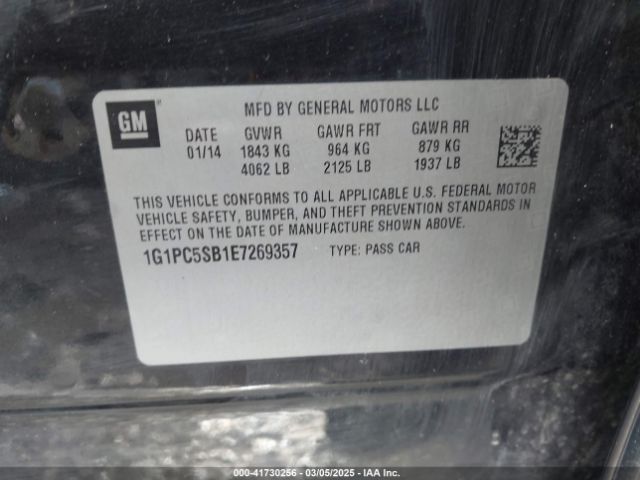 GM
MFD BY GENERAL MOTORS LLC
DATE GVWR GAWR FRT GAWR RR
01/14 1843 KG 964 KG 879 KG
4062 LB 2125 LB 1937 LB
THIS VEHICLE CONFORMS TO ALL APPLICABLE U.S. FEDERAL MOTOR
VEHICLE SAFETY, BUMPER, AND THEFT PREVENTION STANDARDS IN
EFFECT ON THE DATE OF MANUFACTURE SHOWN ABOVE.
1G1PC5SB1E7269357 TYPE: PASS CAR
000-41730256 — 03/05/2025 — IAA Inc.